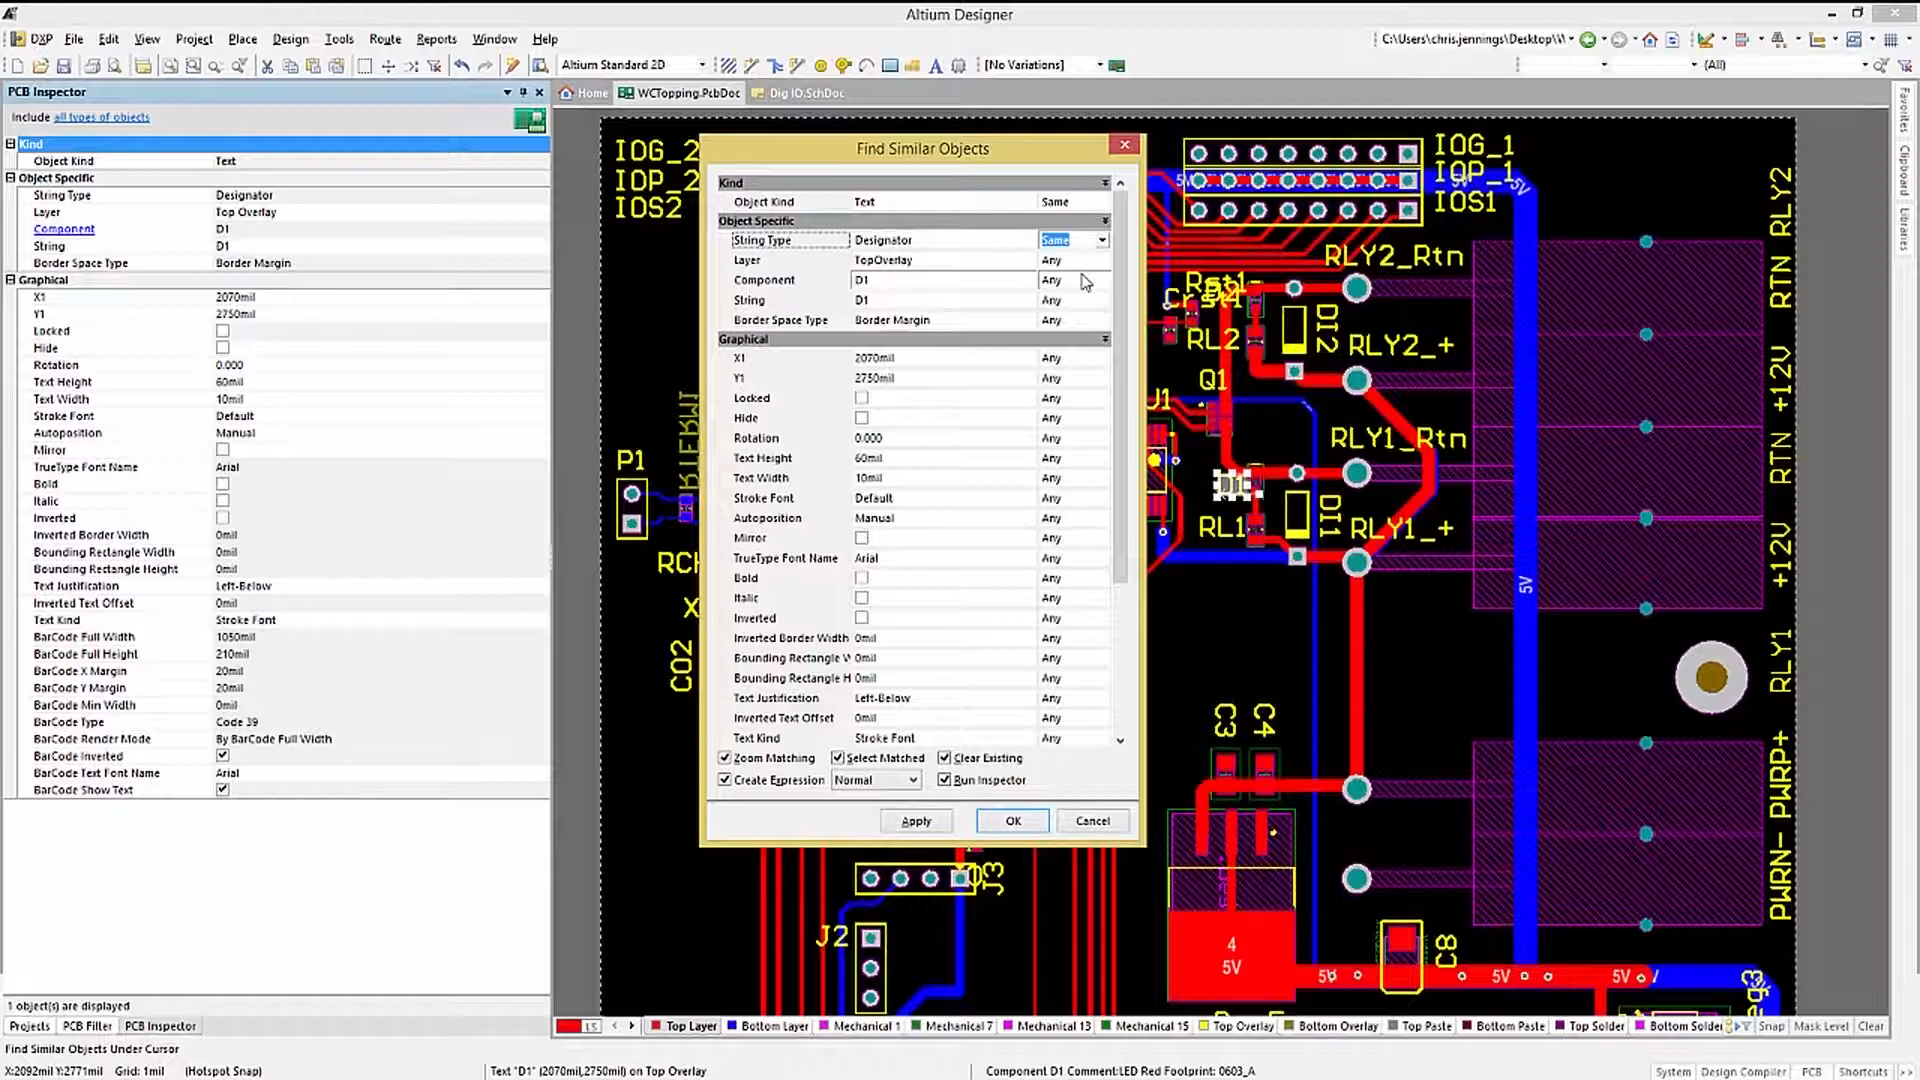 Altium Designer
DXP File Edit View Project Place Design Tools Route Reports Window Help
C:\Users\chris.jennings\Desktop\W
Altium Standard 2D
[No Variations]
(All)
PCB Inspector
Include all types of objects
Kind
Object Kind Text
Object Specific
String Type Designator
Layer Top Overlay
Component D1
String D1
Border Space Type Border Margin
Graphical
X1 2070mil
Y1 2750mil
Locked
Hide
Rotation 0.000
Text Height 60mil
Text Width 10mil
Stroke Font Default
Autoposition Manual
Mirror
TrueType Font Name Arial
Bold
Italic
Inverted
Inverted Border Width 0mil
Bounding Rectangle Width 0mil
Bounding Rectangle Height 0mil
Text Justification Left-Below
Inverted Text Offset 0mil
Text Kind Stroke Font
BarCode Full Width 1050mil
BarCode Full Height 210mil
BarCode X Margin 20mil
BarCode Y Margin 20mil
BarCode Min Width 0mil
BarCode Type Code 39
BarCode Render Mode By BarCode Full Width
BarCode Inverted
BarCode Text Font Name Arial
BarCode Show Text
1 object(s) are displayed
Projects PCB Filter PCB Inspector
Home WCTopping.PcbDoc Dig IO.SchDoc
Find Similar Objects
Kind
Object Kind Text Same
Object Specific
String Type Designator Same
Layer TopOverlay Any
Component D1 Any
String D1 Any
Border Space Type Border Margin Any
Graphical
X1 2070mil Any
Y1 2750mil Any
Locked Any
Hide Any
Rotation 0.000 Any
Text Height 60mil Any
Text Width 10mil Any
Stroke Font Default Any
Autoposition Manual Any
Mirror Any
TrueType Font Name Arial Any
Bold Any
Italic Any
Inverted Any
Inverted Border Width 0mil Any
Bounding Rectangle W 0mil Any
Bounding Rectangle H 0mil Any
Text Justification Left-Below Any
Inverted Text Offset 0mil Any
Text Kind Stroke Font Any
Zoom Matching Select Matched Clear Existing
Create Expression Normal Run Inspector
Apply OK Cancel
IOG_2
IOP_2
IOS2
IOG_1
IOP_1
IOS1
5V
5V
5V
RLY2_Rtn
Rst1
RL2
DI2
RLY2_+
Q1
J1
RLY1_Rtn
P1
D1
RL1
DI1
RLY1_+
RCH
X
CO2
5V
C3
C4
J3
J2
4
5V
C8
5V
5V
5V
RTN RLY2
+12V
RTN
+12V
RLY1
PWRP+
PWRN-
Favorites
Clipboard
Libraries
LS
Top Layer Bottom Layer Mechanical 1 Mechanical 7 Mechanical 13 Mechanical 15 Top Overlay Bottom Overlay Top Paste Bottom Paste Top Solder Bottom Solder Snap Mask Level Clear
Find Similar Objects Under Cursor
X:2092mil Y:2771mil Grid: 1mil (Hotspot Snap) Text "D1" (2070mil,2750mil) on Top Overlay Component D1 Comment:LED Red Footprint: 0603_A System Design Compiler PCB Shortcuts >>